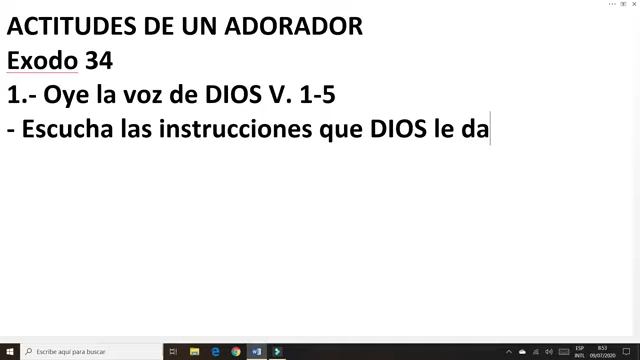 ACTITUDES DE UN ADORADOR
Exodo 34
1.- Oye la voz de DIOS V. 1-5
- Escucha las instrucciones que DIOS le da
Escribe aquí para buscar
ESP
INTL
8:53
09/07/2020